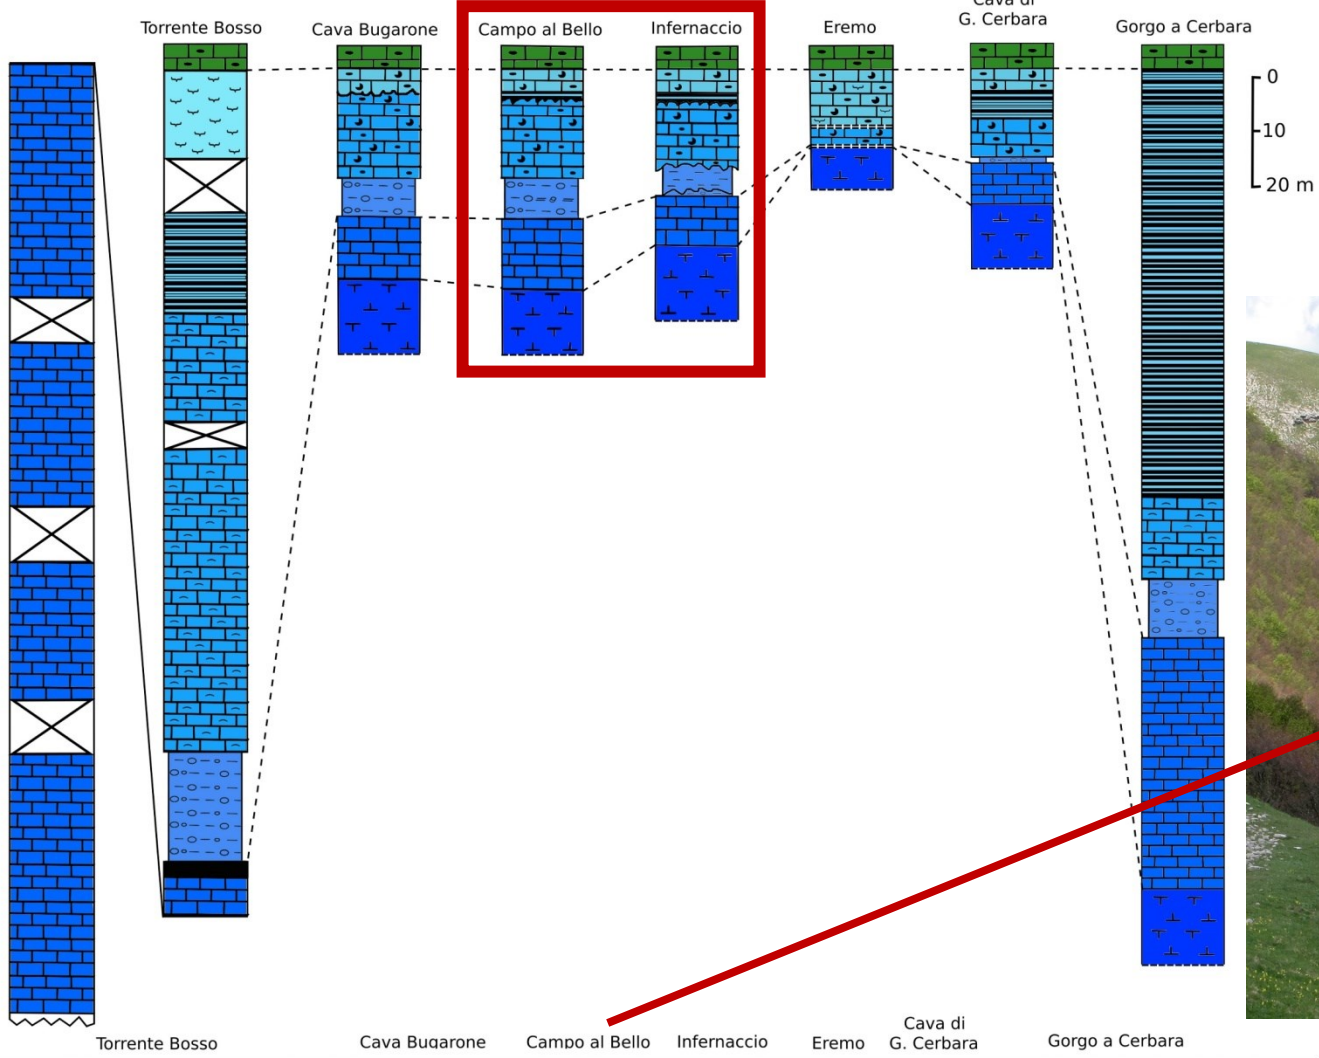 Cava di
G. Cerbara
Torrente Bosso
Cava Bugarone
Campo al Bello
Infernaccio
Eremo
Gorgo a Cerbara
0
10
20 m
Torrente Bosso
Cava Bugarone
Campo al Bello
Infernaccio
Eremo
Cava di
G. Cerbara
Gorgo a Cerbara